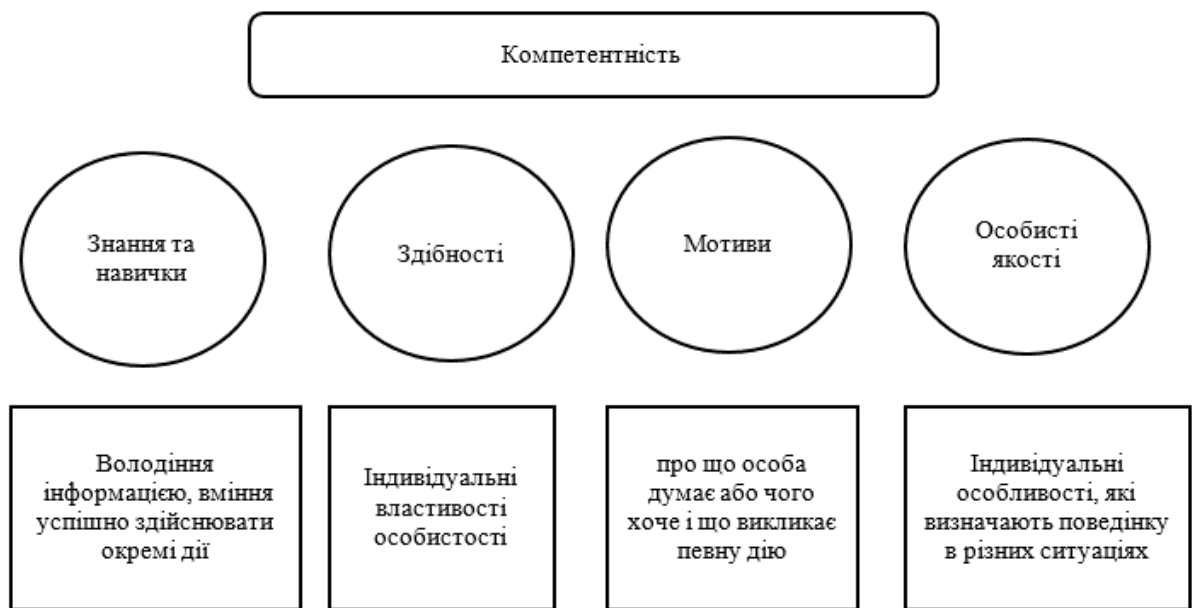 Компетентність
Знання та
навички
Здібності
Мотиви
Особисті
якості
Володіння
інформацією, вміння
успішно здійснювати
окремі дії
Індивідуальні
властивості
особистості
про що особа
думає або чого
хоче і що викликає
певну дію
Індивідуальні
особливості, які
визначають поведінку
в різних ситуаціях